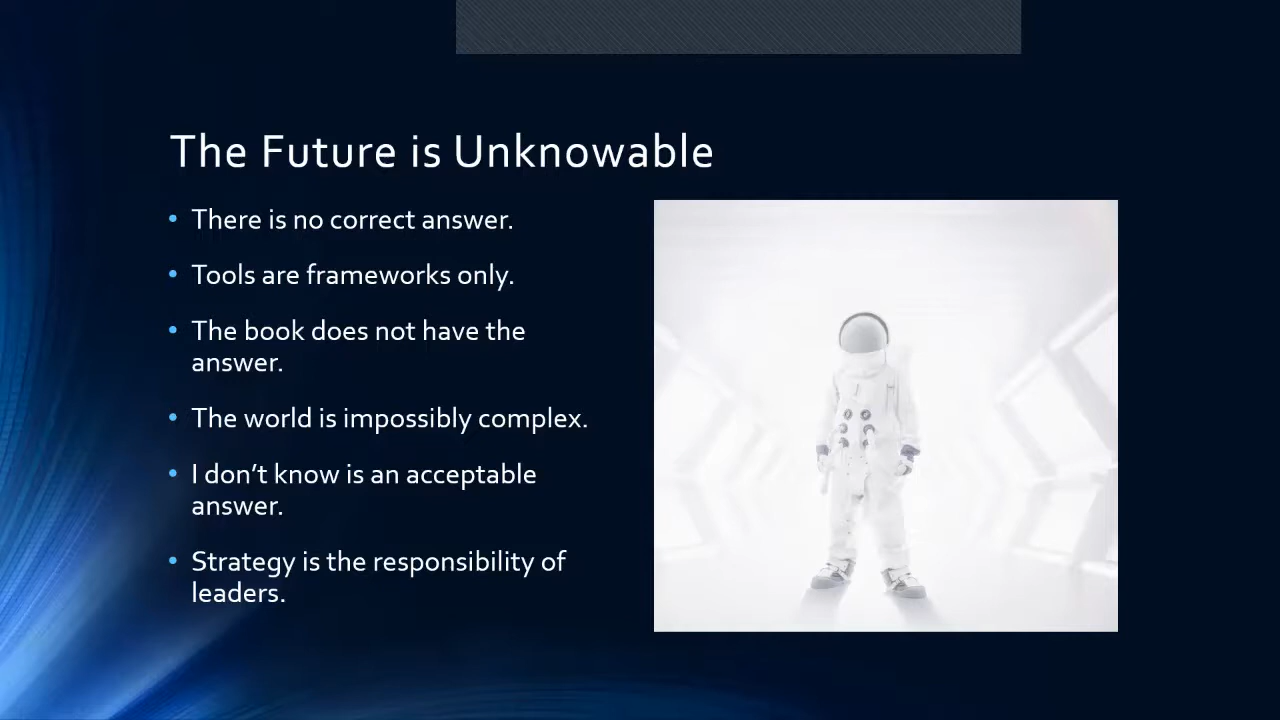 The Future is Unknowable
• There is no correct answer.
• Tools are frameworks only.
• The book does not have the
answer.
• The world is impossibly complex.
• I don’t know is an acceptable
answer.
• Strategy is the responsibility of
leaders.